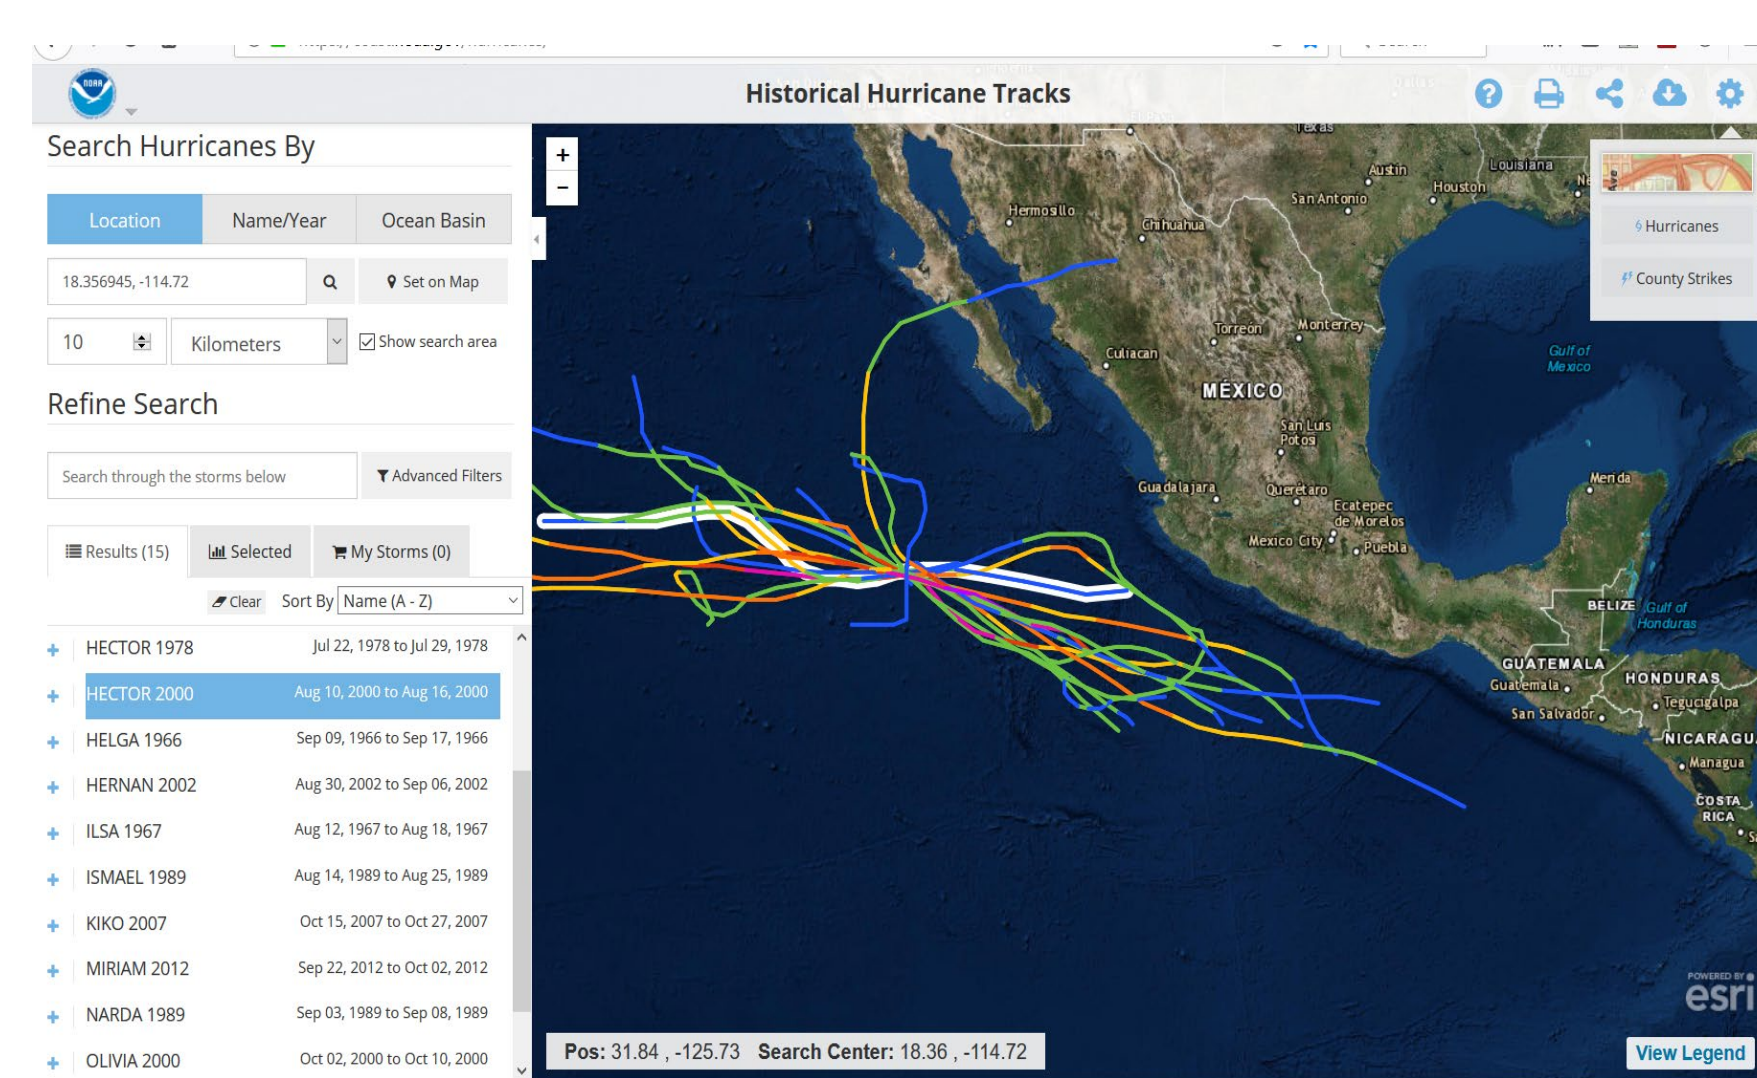 NOAA
Historical Hurricane Tracks
Search Hurricanes By
Location
Name/Year
Ocean Basin
18.356945, -114.72
Set on Map
10
Kilometers
Show search area
Refine Search
Search through the storms below
Advanced Filters
Results (15)
Selected
My Storms (0)
Clear
Sort By
Name (A - Z)
HECTOR 1978 Jul 22, 1978 to Jul 29, 1978
HECTOR 2000 Aug 10, 2000 to Aug 16, 2000
HELGA 1966 Sep 09, 1966 to Sep 17, 1966
HERNAN 2002 Aug 30, 2002 to Sep 06, 2002
ILSA 1967 Aug 12, 1967 to Aug 18, 1967
ISMAEL 1989 Aug 14, 1989 to Aug 25, 1989
KIKO 2007 Oct 15, 2007 to Oct 27, 2007
MIRIAM 2012 Sep 22, 2012 to Oct 02, 2012
NARDA 1989 Sep 03, 1989 to Sep 08, 1989
OLIVIA 2000 Oct 02, 2000 to Oct 10, 2000
+
−
Texas
Austin
Louisiana
Houston
San Antonio
Hermosillo
Chihuahua
Torreón
Monterrey
Culiacan
MÉXICO
Gulf of
Mexico
San Luis
Potosi
Guadalajara
Querétaro
Ecatepec
de Morelos
Mexico City
Puebla
Merida
BELIZE
Gulf of
Honduras
GUATEMALA
Guatemala
HONDURAS
Tegucigalpa
San Salvador
NICARAGU
Managua
COSTA
RICA
Ave
Hurricanes
County Strikes
POWERED BY
esri
Pos: 31.84 , -125.73 Search Center: 18.36 , -114.72
View Legend